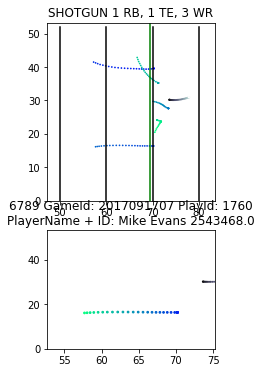 SHOTGUN 1 RB, 1 TE, 3 WR
50
40
30
20
10
0
50 60 70 80
6789 GameId: 2017091707 PlayId: 1760
PlayerName + ID: Mike Evans 2543468.0
40
20
0
55 60 65 70 75